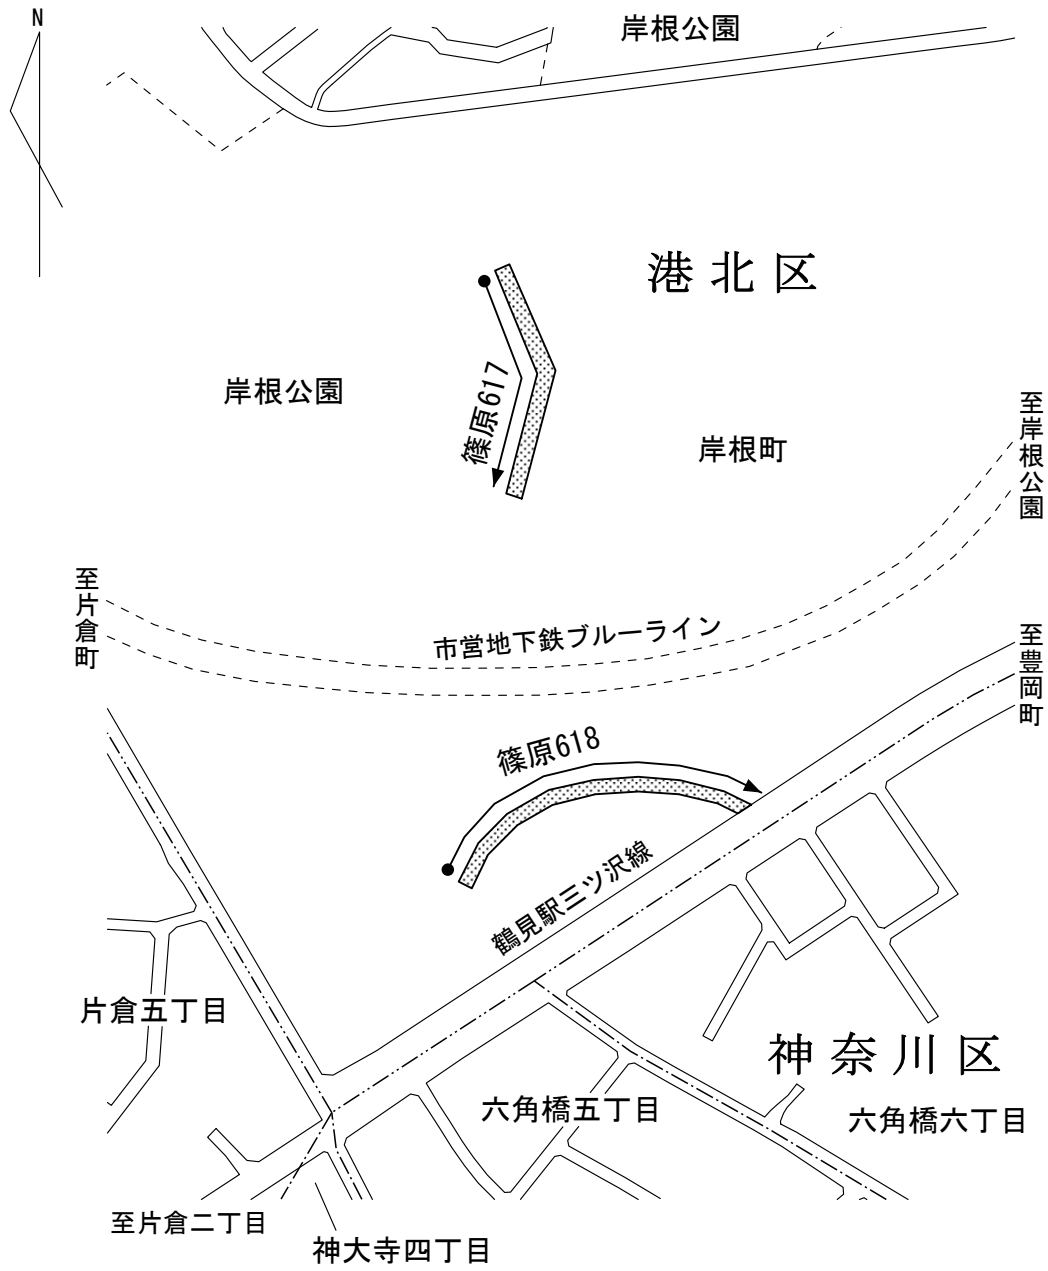 N
岸根公園
港北区
岸根公園
篠原617
岸根町
至岸根公園
至片倉町
市営地下鉄ブルーライン
至豊岡町
篠原618
鶴見駅三ツ沢線
片倉五丁目
神奈川区
六角橋五丁目
六角橋六丁目
至片倉二丁目
神大寺四丁目